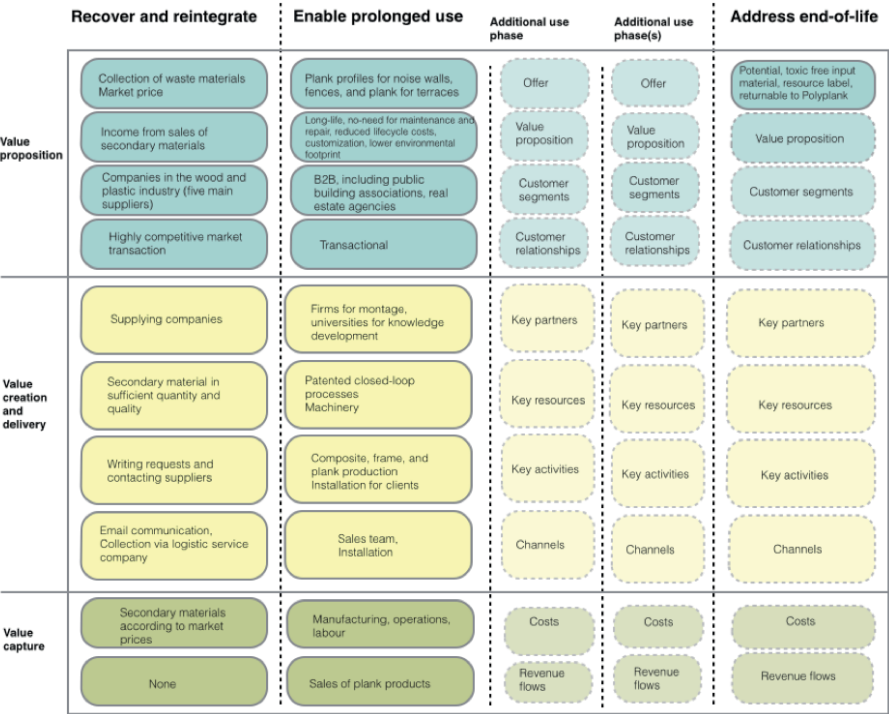 Recover and reintegrate
Enable prolonged use
Additional use
phase
Additional use
phase(s)
Address end-of-life
Value
proposition
Collection of waste materials
Market price
Plank profiles for noise walls,
fences, and plank for terraces
Offer
Offer
Potential, toxic free input
material, resource label,
returnable to Polyplank
Income from sales of
secondary materials
Long-life, no-need for maintenance and
repair, reduced lifecycle costs,
customization, lower environmental
footprint
Value
proposition
Value
proposition
Value proposition
Companies in the wood and
plastic industry (five main
suppliers)
B2B, including public
building associations, real
estate agencies
Customer
segments
Customer
segments
Customer segments
Highly competitive market
transaction
Transactional
Customer
relationships
Customer
relationships
Customer relationships
Value
creation
and
delivery
Supplying companies
Firms for montage,
universities for knowledge
development
Key partners
Key partners
Key partners
Secondary material in
sufficient quantity and
quality
Patented closed-loop
processes
Machinery
Key resources
Key resources
Key resources
Writing requests and
contacting suppliers
Composite, frame, and
plank production
Installation for clients
Key activities
Key activities
Key activities
Email communication,
Collection via logistic service
company
Sales team,
Installation
Channels
Channels
Channels
Value
capture
Secondary materials
according to market
prices
Manufacturing, operations,
labour
Costs
Costs
Costs
None
Sales of plank products
Revenue
flows
Revenue
flows
Revenue flows